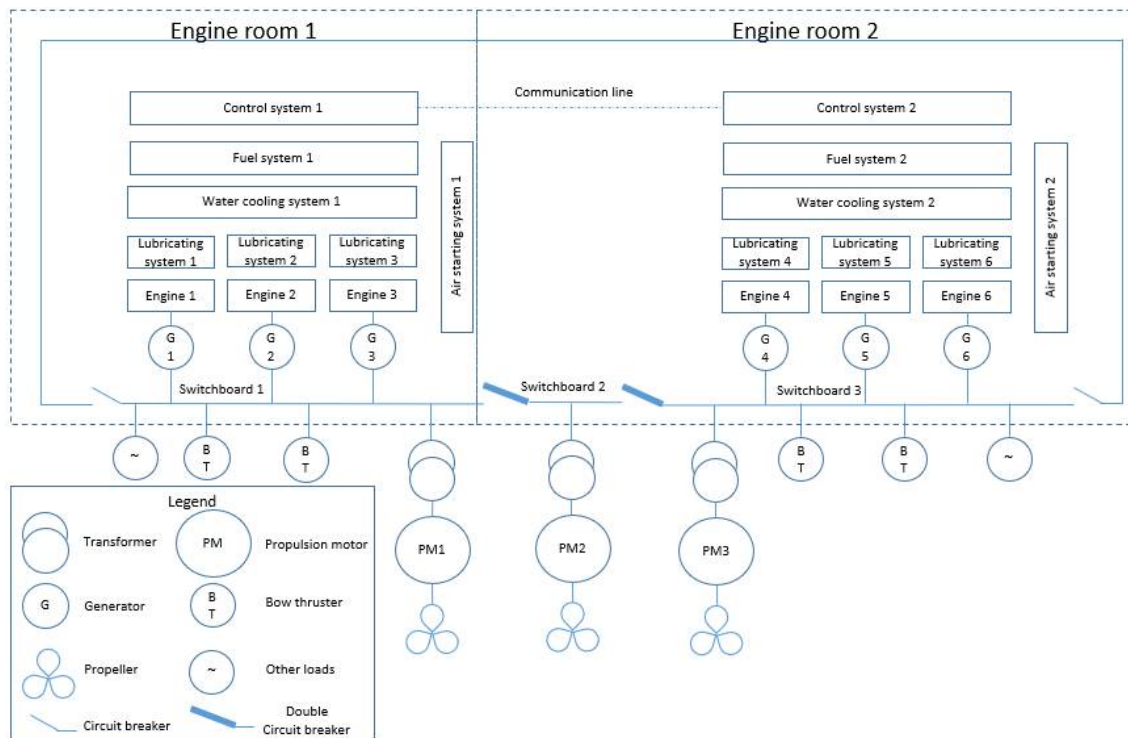 Engine room 1
Engine room 2
Communication line
Control system 1
Control system 2
Fuel system 1
Fuel system 2
Water cooling system 1
Water cooling system 2
Air starting system 1
Air starting system 2
Lubricating
system 1
Lubricating
system 2
Lubricating
system 3
Lubricating
system 4
Lubricating
system 5
Lubricating
system 6
Engine 1
Engine 2
Engine 3
Engine 4
Engine 5
Engine 6
G
1
G
2
G
3
G
4
G
5
G
6
Switchboard 1
Switchboard 2
Switchboard 3
~
B
T
B
T
B
T
B
T
~
PM1
PM2
PM3
Legend
Transformer
PM
Propulsion motor
G
Generator
B
T
Bow thruster
Propeller
~
Other loads
Circuit breaker
Double
Circuit breaker